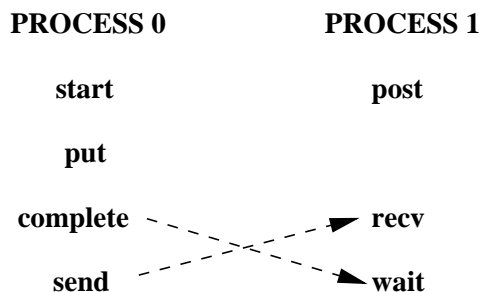 PROCESS 0 PROCESS 1
start post
put
complete recv
send wait